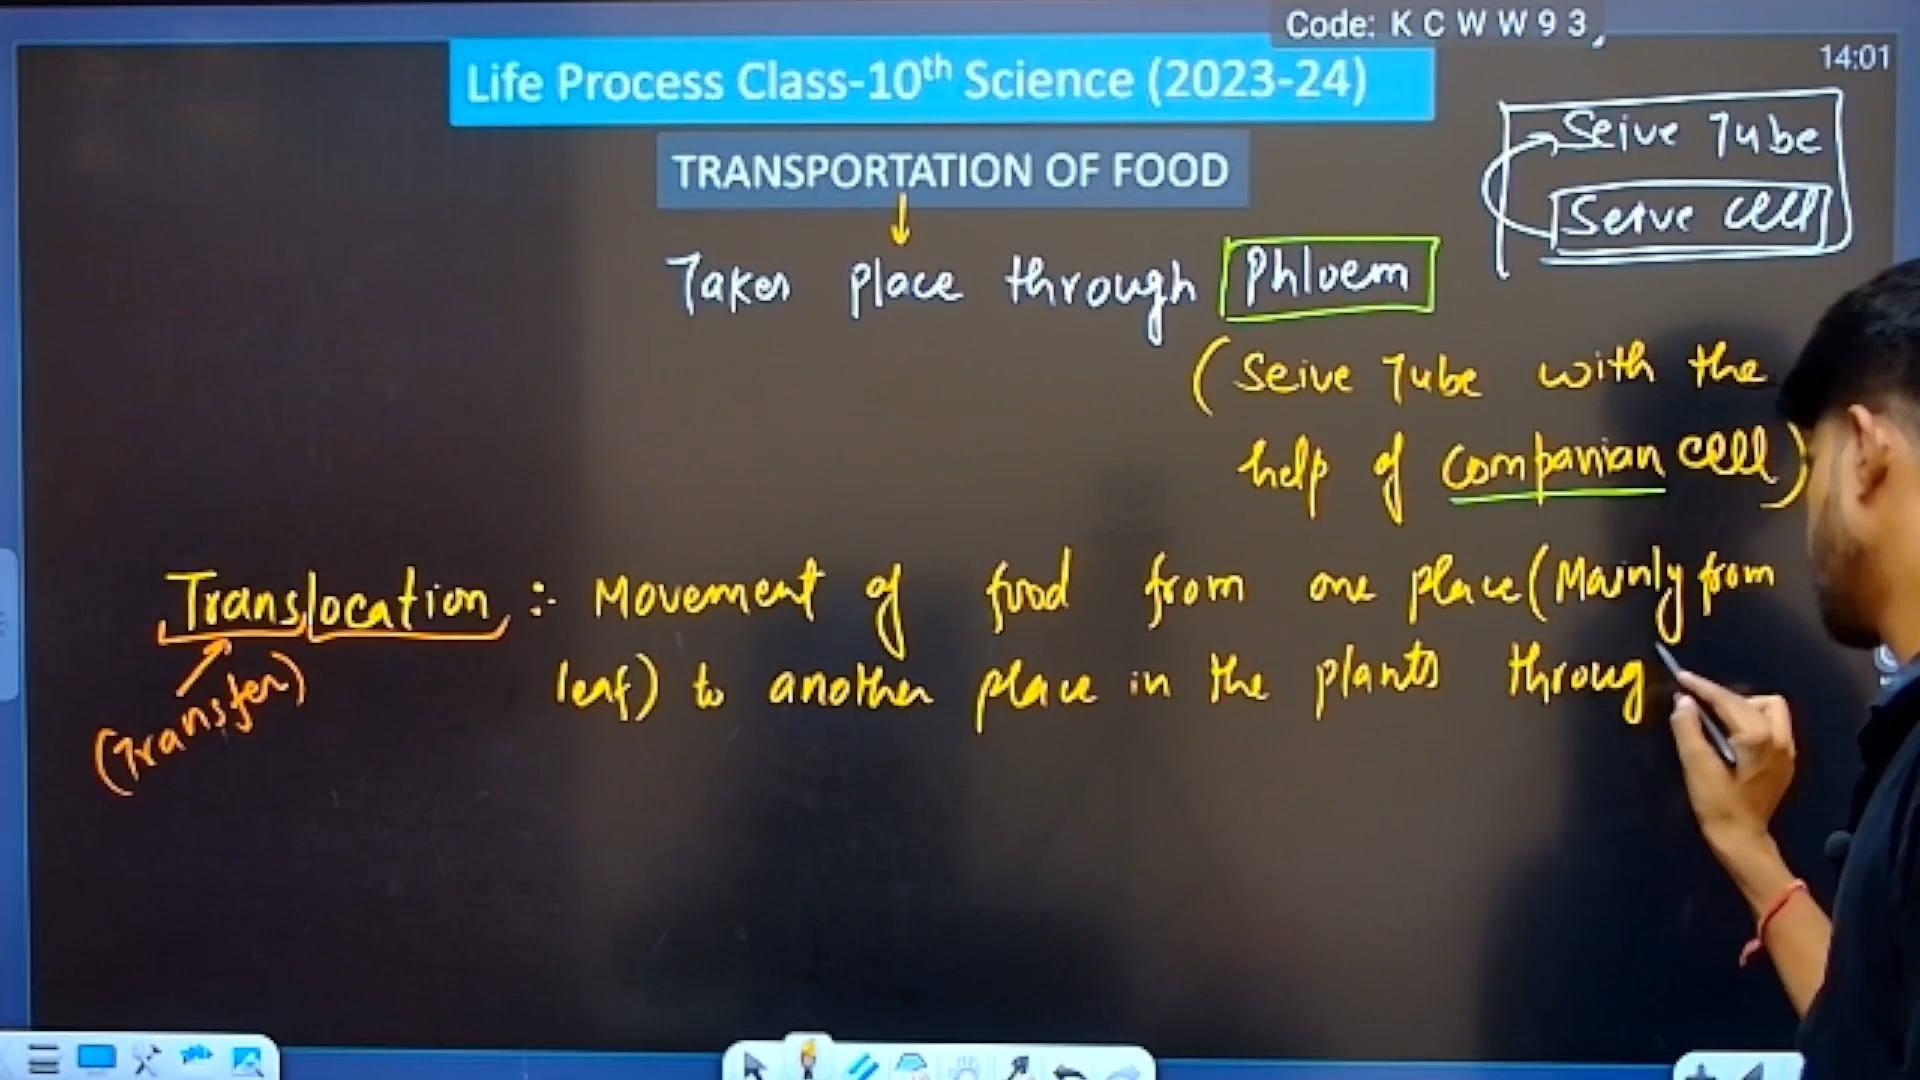 Code: K C W W 9 3
14:01
Life Process Class-10th Science (2023-24)
TRANSPORTATION OF FOOD
Seive Tube
Seive cell
Takes place through Phloem
(Seive Tube with the
help of companian cell)
Translocation :- Movement of food from one place (Mainly from
leaf) to another place in the plants throug
(Transfer)